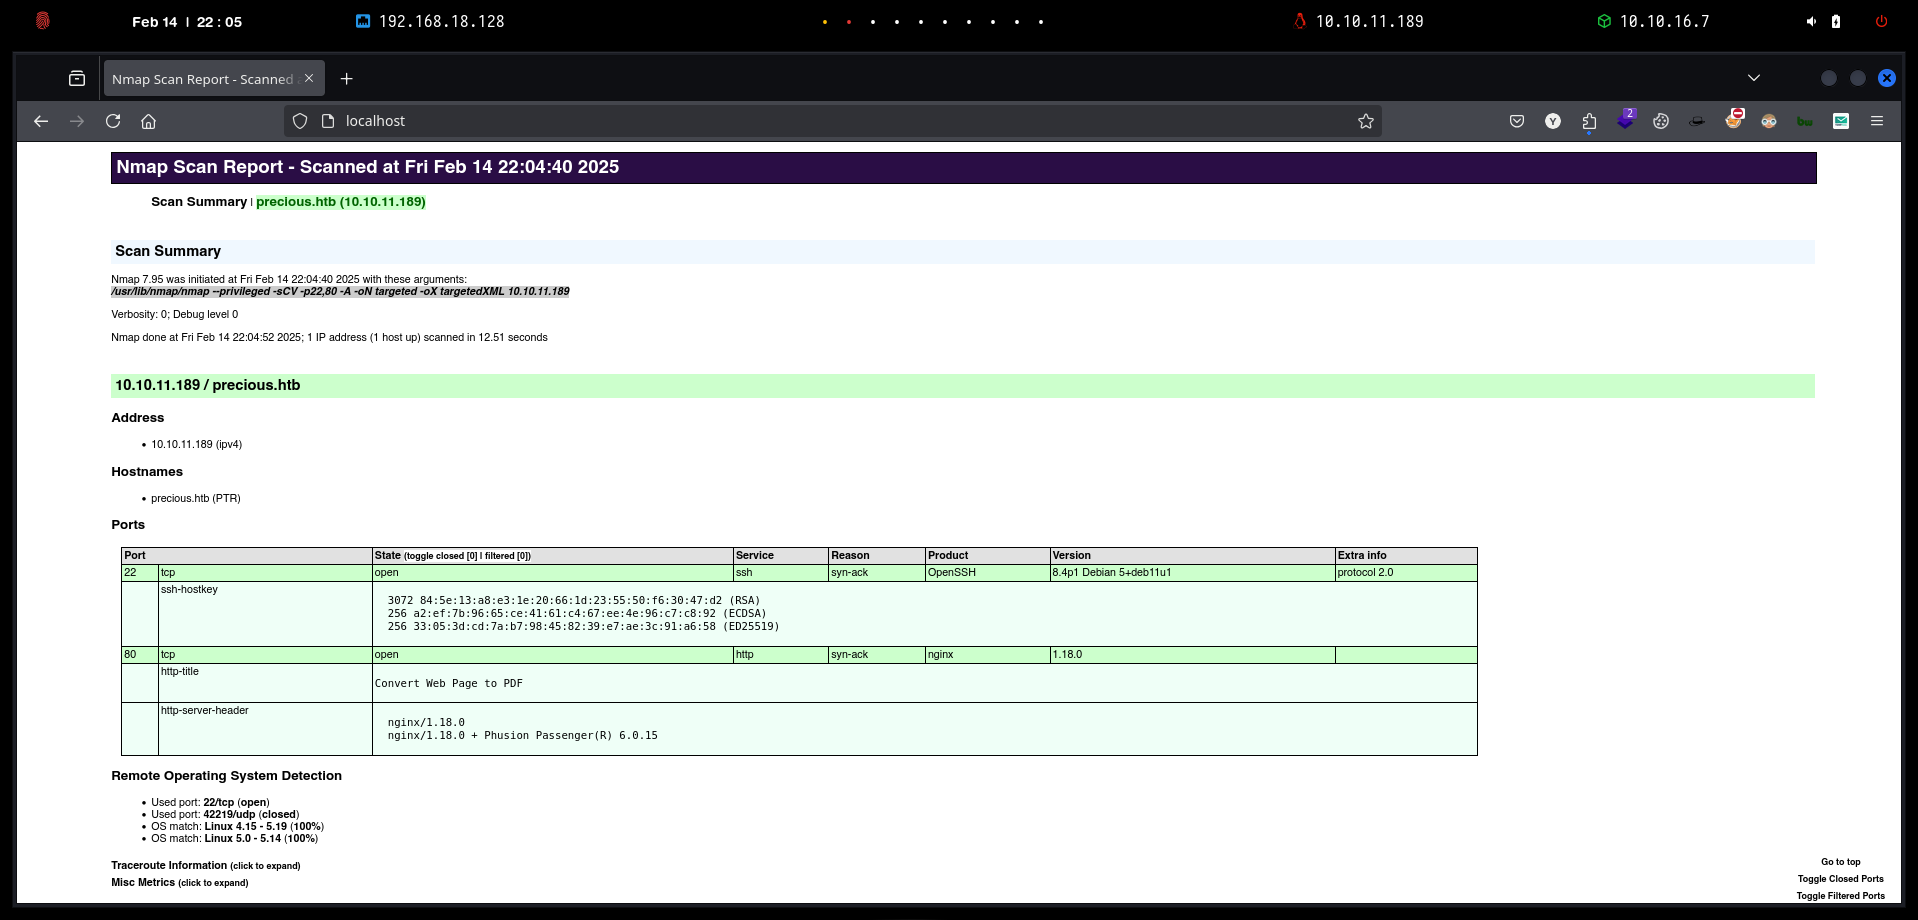 Feb 14 | 22 : 05 192.168.18.128 10.10.11.189 10.10.16.7
Nmap Scan Report - Scanned
localhost 2
Nmap Scan Report - Scanned at Fri Feb 14 22:04:40 2025
Scan Summary | precious.htb (10.10.11.189)
Scan Summary
Nmap 7.95 was initiated at Fri Feb 14 22:04:40 2025 with these arguments:
/usr/lib/nmap/nmap --privileged -sCV -p22,80 -A -oN targeted -oX targetedXML 10.10.11.189
Verbosity: 0; Debug level 0
Nmap done at Fri Feb 14 22:04:52 2025; 1 IP address (1 host up) scanned in 12.51 seconds
10.10.11.189 / precious.htb
Address
• 10.10.11.189 (ipv4)
Hostnames
• precious.htb (PTR)
Ports
Port State (toggle closed [0] | filtered [0]) Service Reason Product Version Extra info
22 tcp open ssh syn-ack OpenSSH 8.4p1 Debian 5+deb11u1 protocol 2.0
ssh-hostkey
3072 84:5e:13:a8:e3:1e:20:66:1d:23:55:50:f6:30:47:d2 (RSA)
256 a2:ef:7b:96:65:ce:41:61:c4:67:ee:4e:96:c7:c8:92 (ECDSA)
256 33:05:3d:cd:7a:b7:98:45:82:39:e7:ae:3c:91:a6:58 (ED25519)
80 tcp open http syn-ack nginx 1.18.0
http-title
Convert Web Page to PDF
http-server-header
nginx/1.18.0
nginx/1.18.0 + Phusion Passenger(R) 6.0.15
Remote Operating System Detection
• Used port: 22/tcp (open)
• Used port: 42219/udp (closed)
• OS match: Linux 4.15 - 5.19 (100%)
• OS match: Linux 5.0 - 5.14 (100%)
Traceroute Information (click to expand)
Misc Metrics (click to expand)
Go to top
Toggle Closed Ports
Toggle Filtered Ports